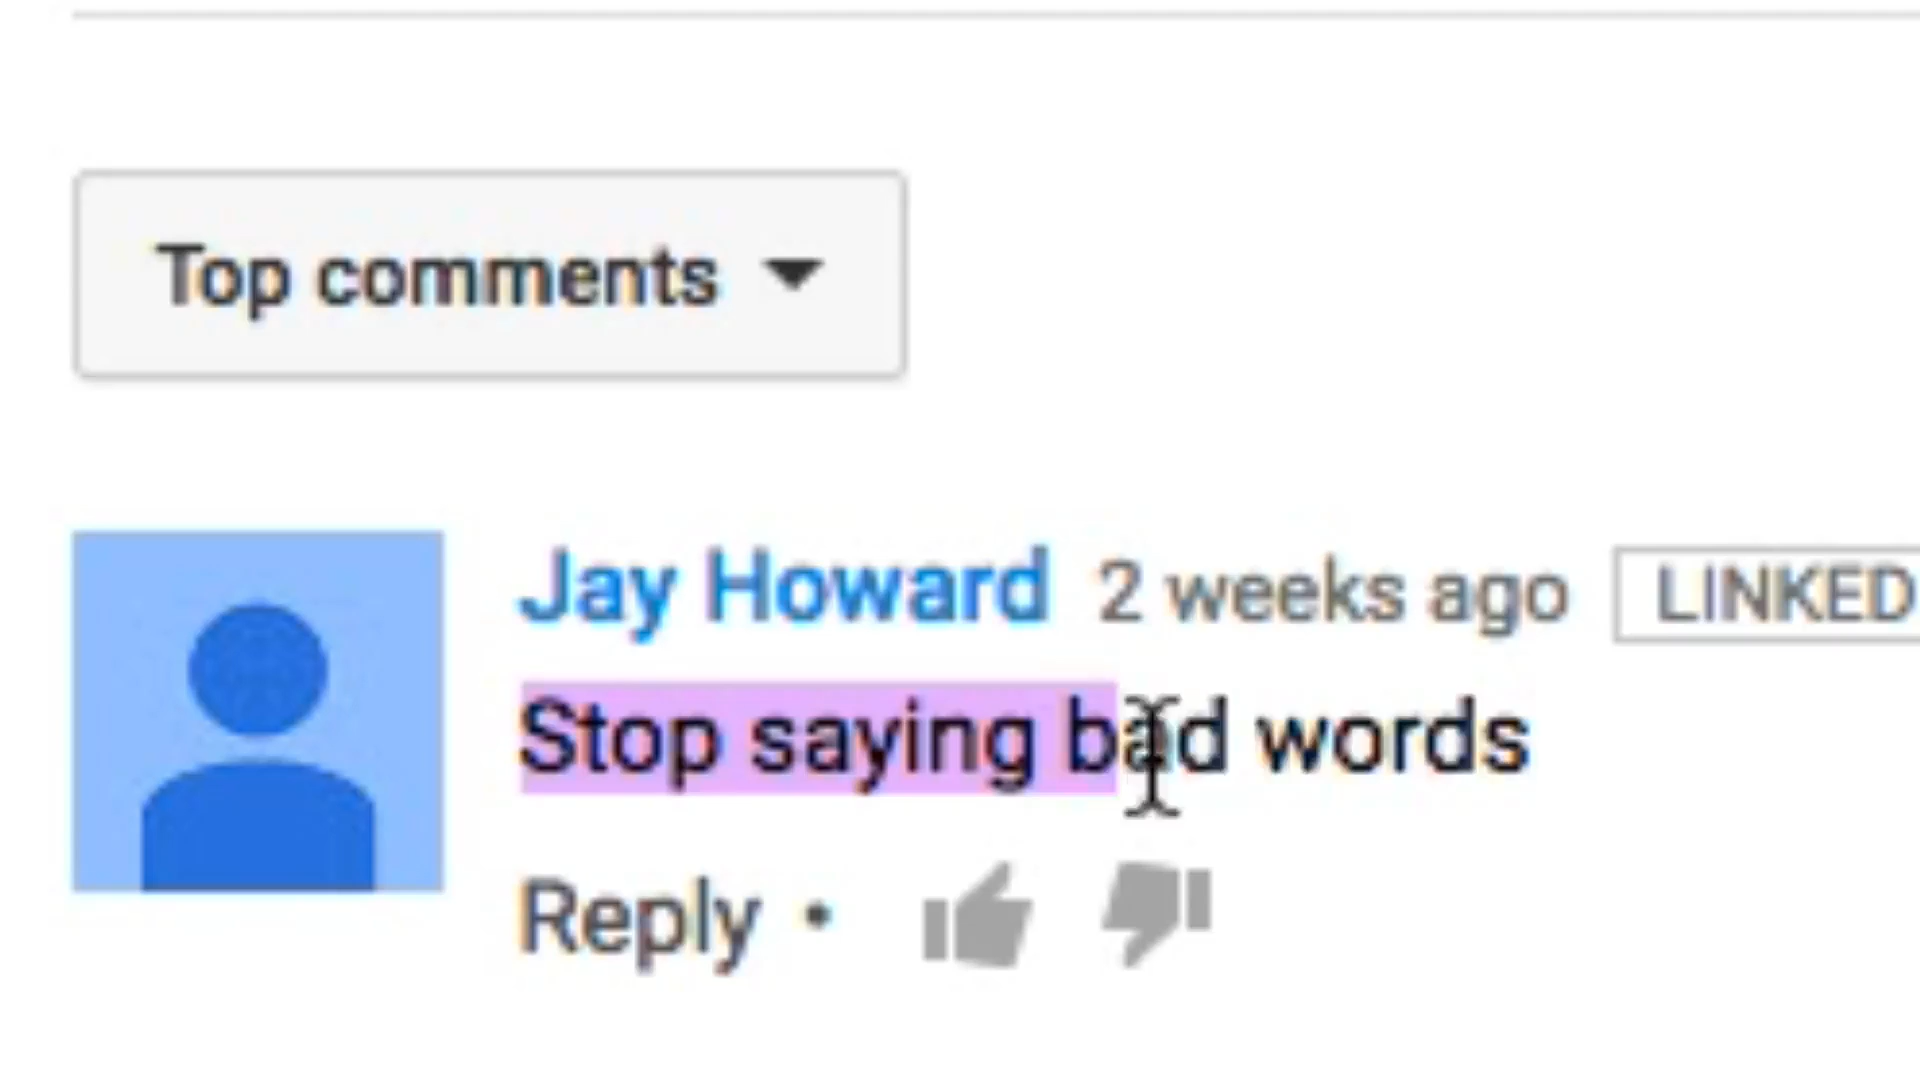 Top comments
Jay Howard 2 weeks ago LINKED
Stop saying bad words
Reply •